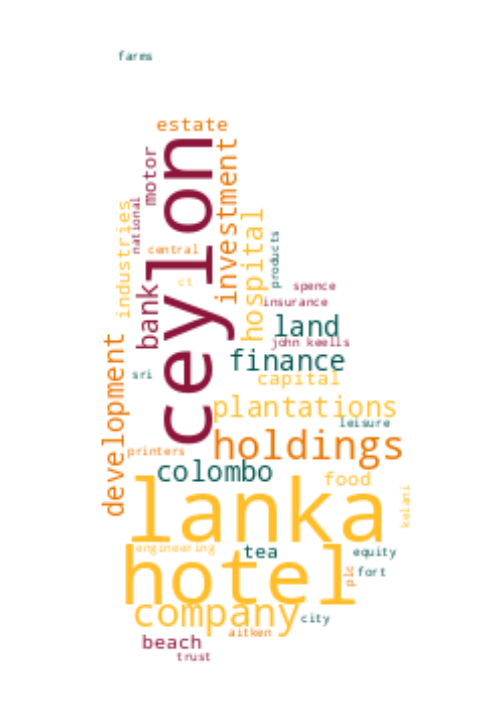 farms
estate
ceylon
motor
investment
national
industries
hospital
central
products
ct
bank
spence
insurance
land
john keells
development
finance
sri
capital
plantations
leisure
holdings
printers
colombo
food
lanka
kelani
engineering
tea
equity
hotel
plc
fort
company
city
aitken
beach
trust